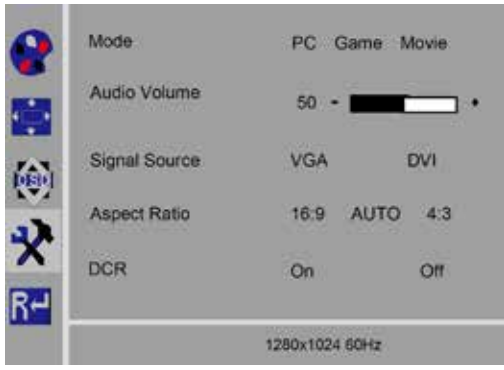 Mode PC Game Movie
Audio Volume 50 - +
Signal Source VGA DVI
OSD
Aspect Ratio 16:9 AUTO 4:3
DCR On Off
R
1280x1024 60Hz